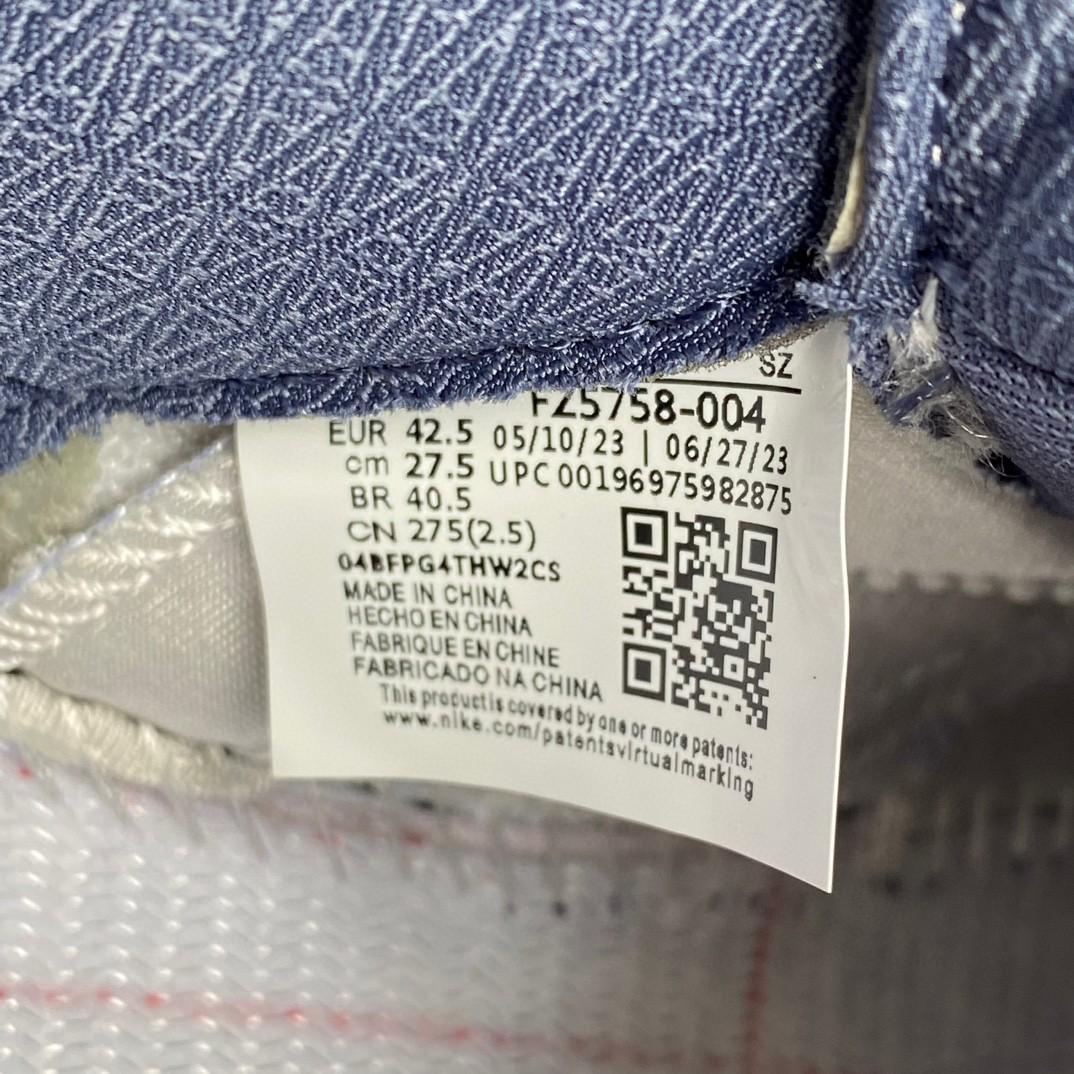 SZ
FZ5758-004
EUR 42.5 05/10/23 | 06/27/23
cm 27.5 UPC 00196975982875
BR 40.5
CN 275(2.5)
04BFPG4THW2CS
MADE IN CHINA
HECHO EN CHINA
FABRIQUE EN CHINE
FABRICADO NA CHINA
This product is covered by one or more patents:
www.nike.com/patentsvirtualmarking